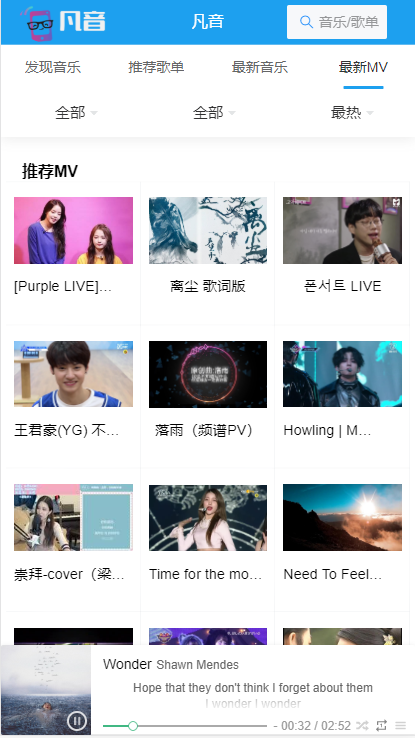 凡音
凡音
音乐/歌单
发现音乐
推荐歌单
最新音乐
最新MV
全部
全部
最热
推荐MV
[Purple LIVE]...
离尘 歌词版
폰서트 LIVE
王君豪(YG) 不...
落雨（频谱PV）
Howling | M...
崇拜-cover（梁...
Time for the mo...
Need To Feel...
Wonder Shawn Mendes
Hope that they don't think I forget about them
I wonder I wonder
- 00:32 / 02:52